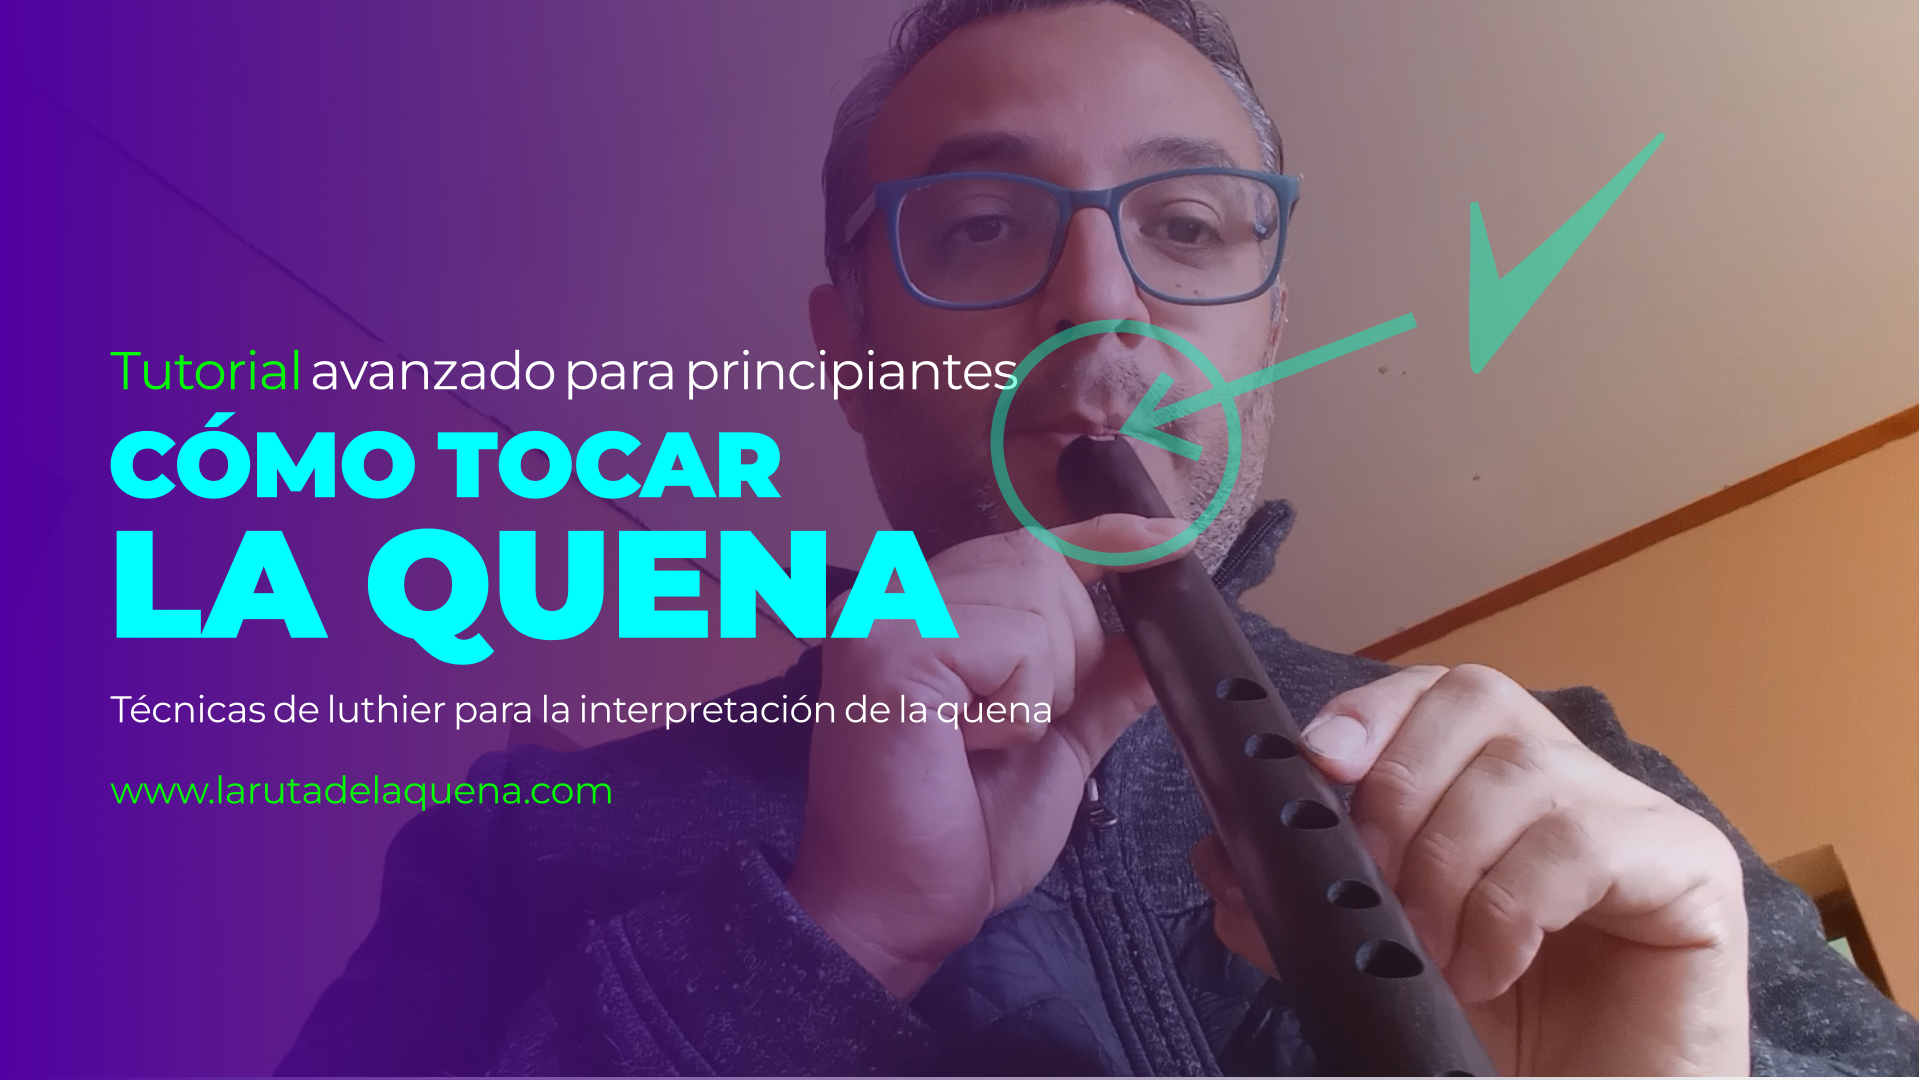 Tutorial avanzado para principiantes
CÓMO TOCAR
LA QUENA
Técnicas de luthier para la interpretación de la quena
www.larutadelaquena.com